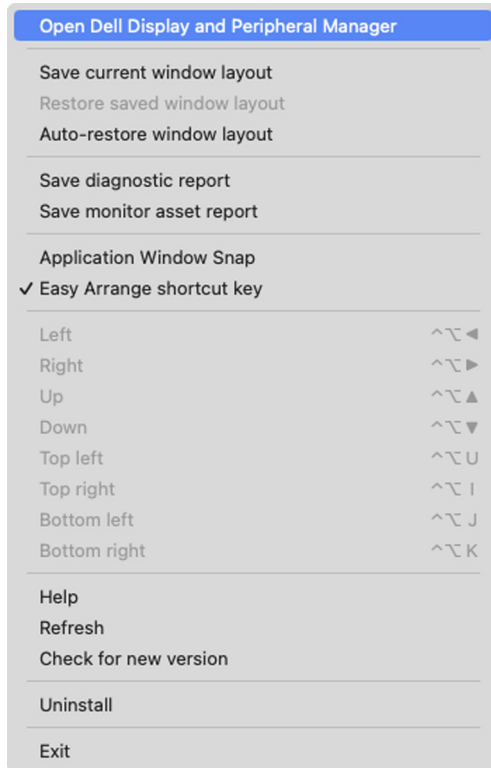 Open Dell Display and Peripheral Manager
Save current window layout
Restore saved window layout
Auto-restore window layout
Save diagnostic report
Save monitor asset report
Application Window Snap
✓ Easy Arrange shortcut key
Left ^⌥◀
Right ^⌥▶
Up ^⌥▲
Down ^⌥▼
Top left ^⌥U
Top right ^⌥I
Bottom left ^⌥J
Bottom right ^⌥K
Help
Refresh
Check for new version
Uninstall
Exit